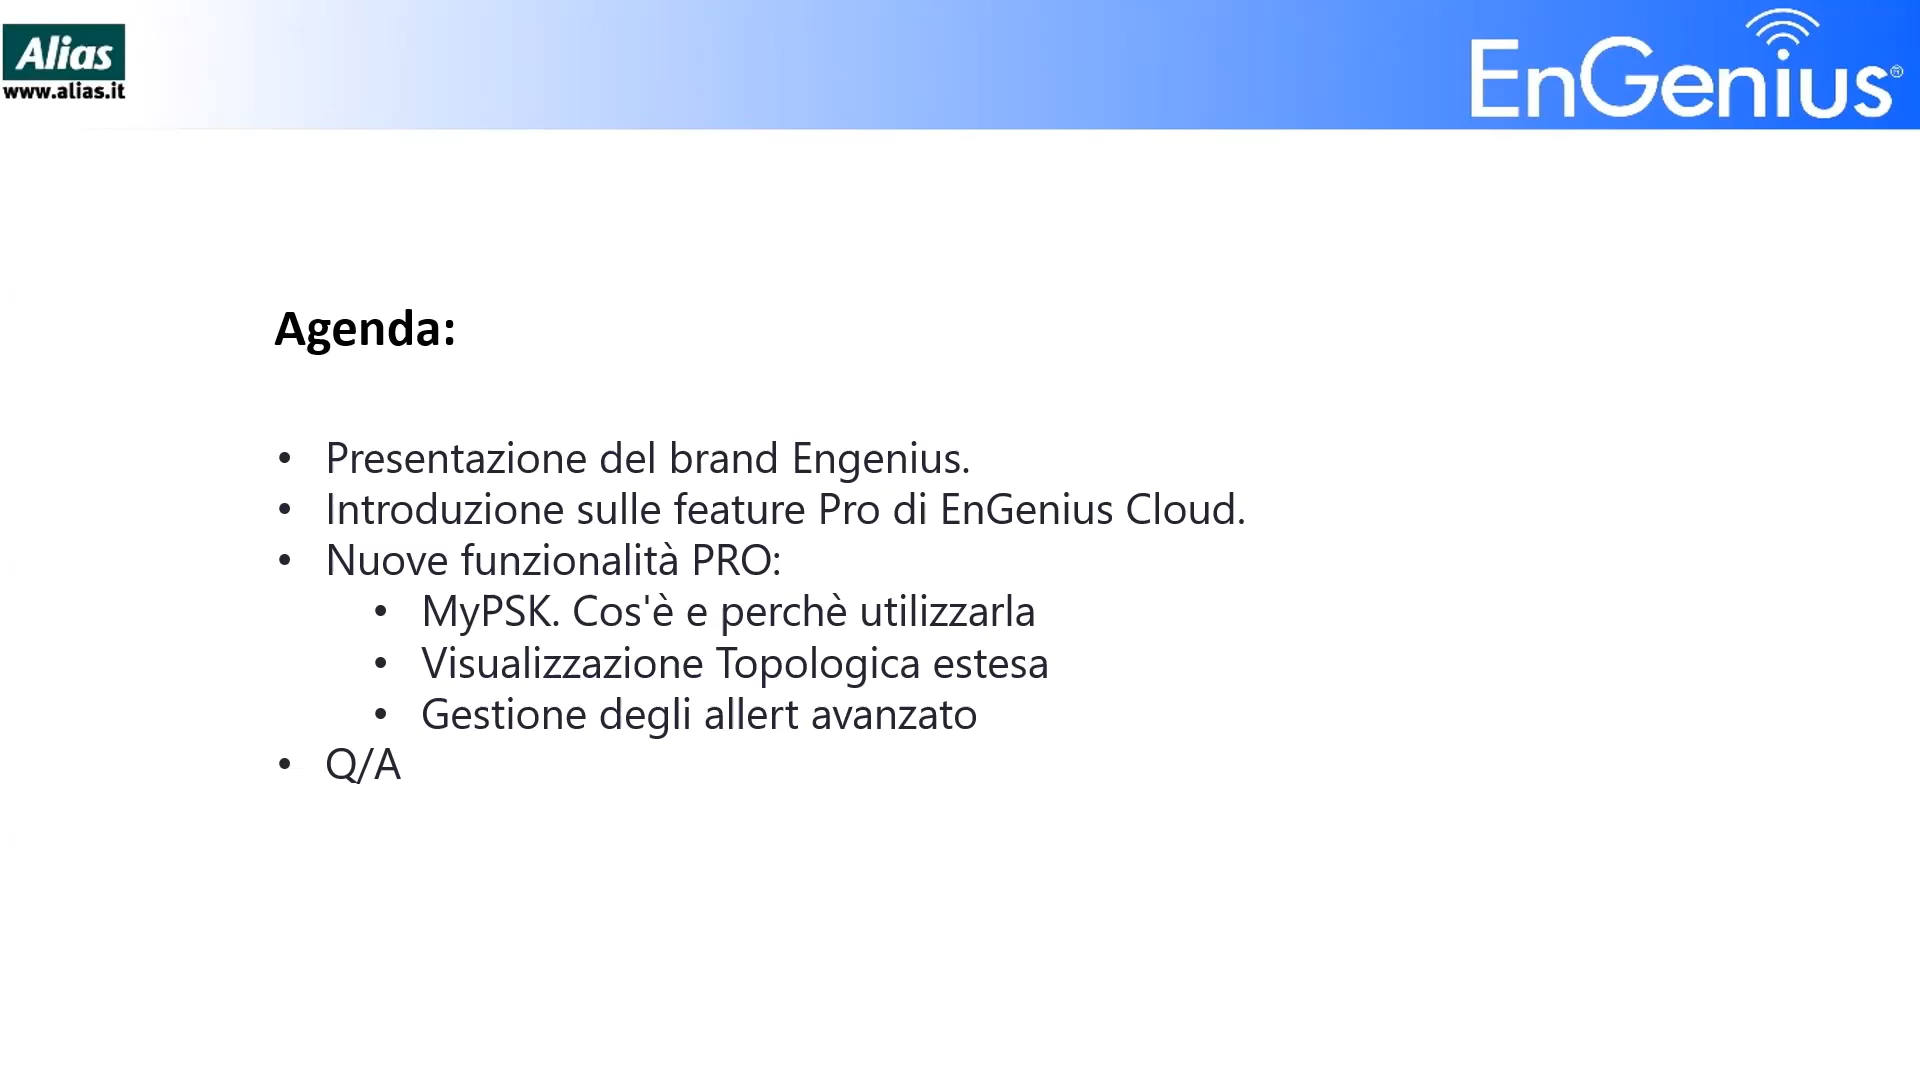 Alias
www.alias.it
EnGenius®
Agenda:
• Presentazione del brand Engenius.
• Introduzione sulle feature Pro di EnGenius Cloud.
• Nuove funzionalità PRO:
• MyPSK. Cos'è e perchè utilizzarla
• Visualizzazione Topologica estesa
• Gestione degli allert avanzato
• Q/A